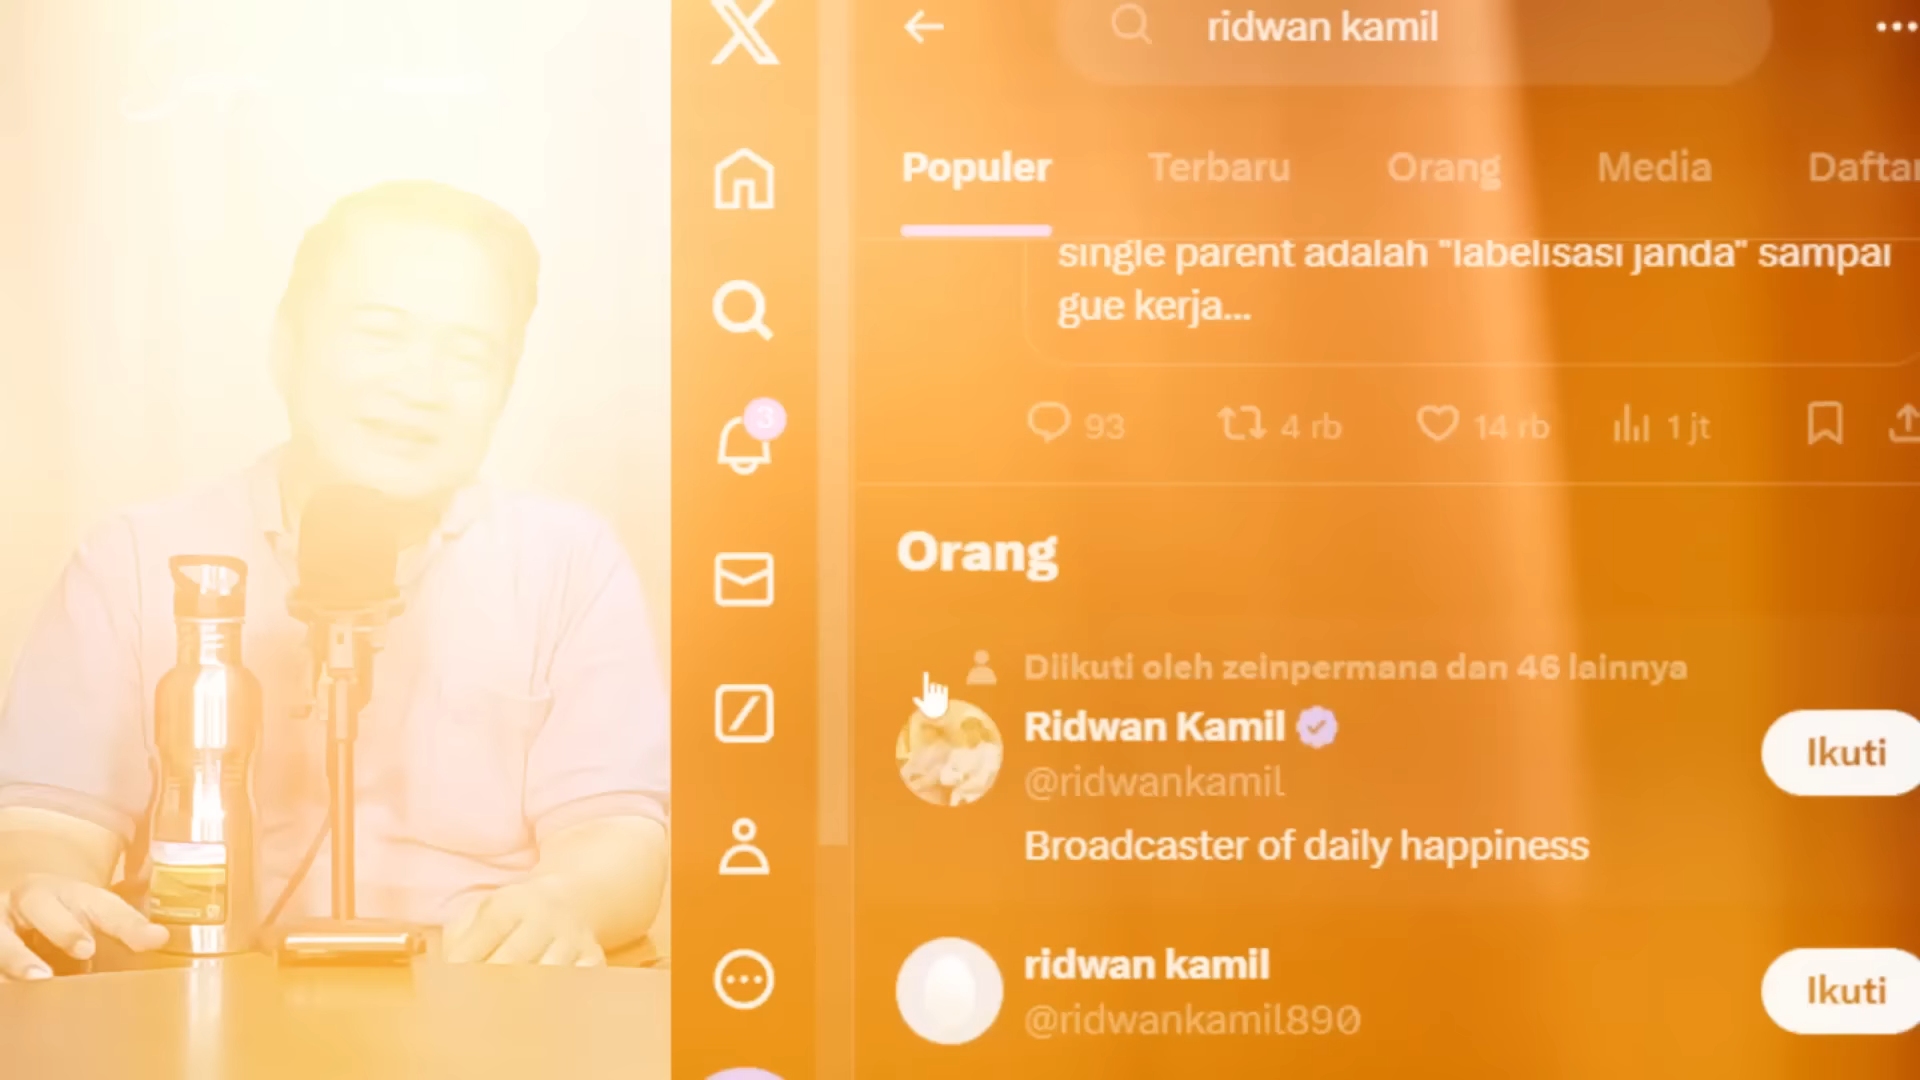 ridwan kamil
Populer Terbaru Orang Media Daftar
single parent adalah "labelisasi janda" sampai
gue kerja...
93 4 rb 14 rb 1 jt
3
Orang
Diikuti oleh zeinpermana dan 46 lainnya
Ridwan Kamil
@ridwankamil
Ikuti
Broadcaster of daily happiness
ridwan kamil
@ridwankamil890
Ikuti